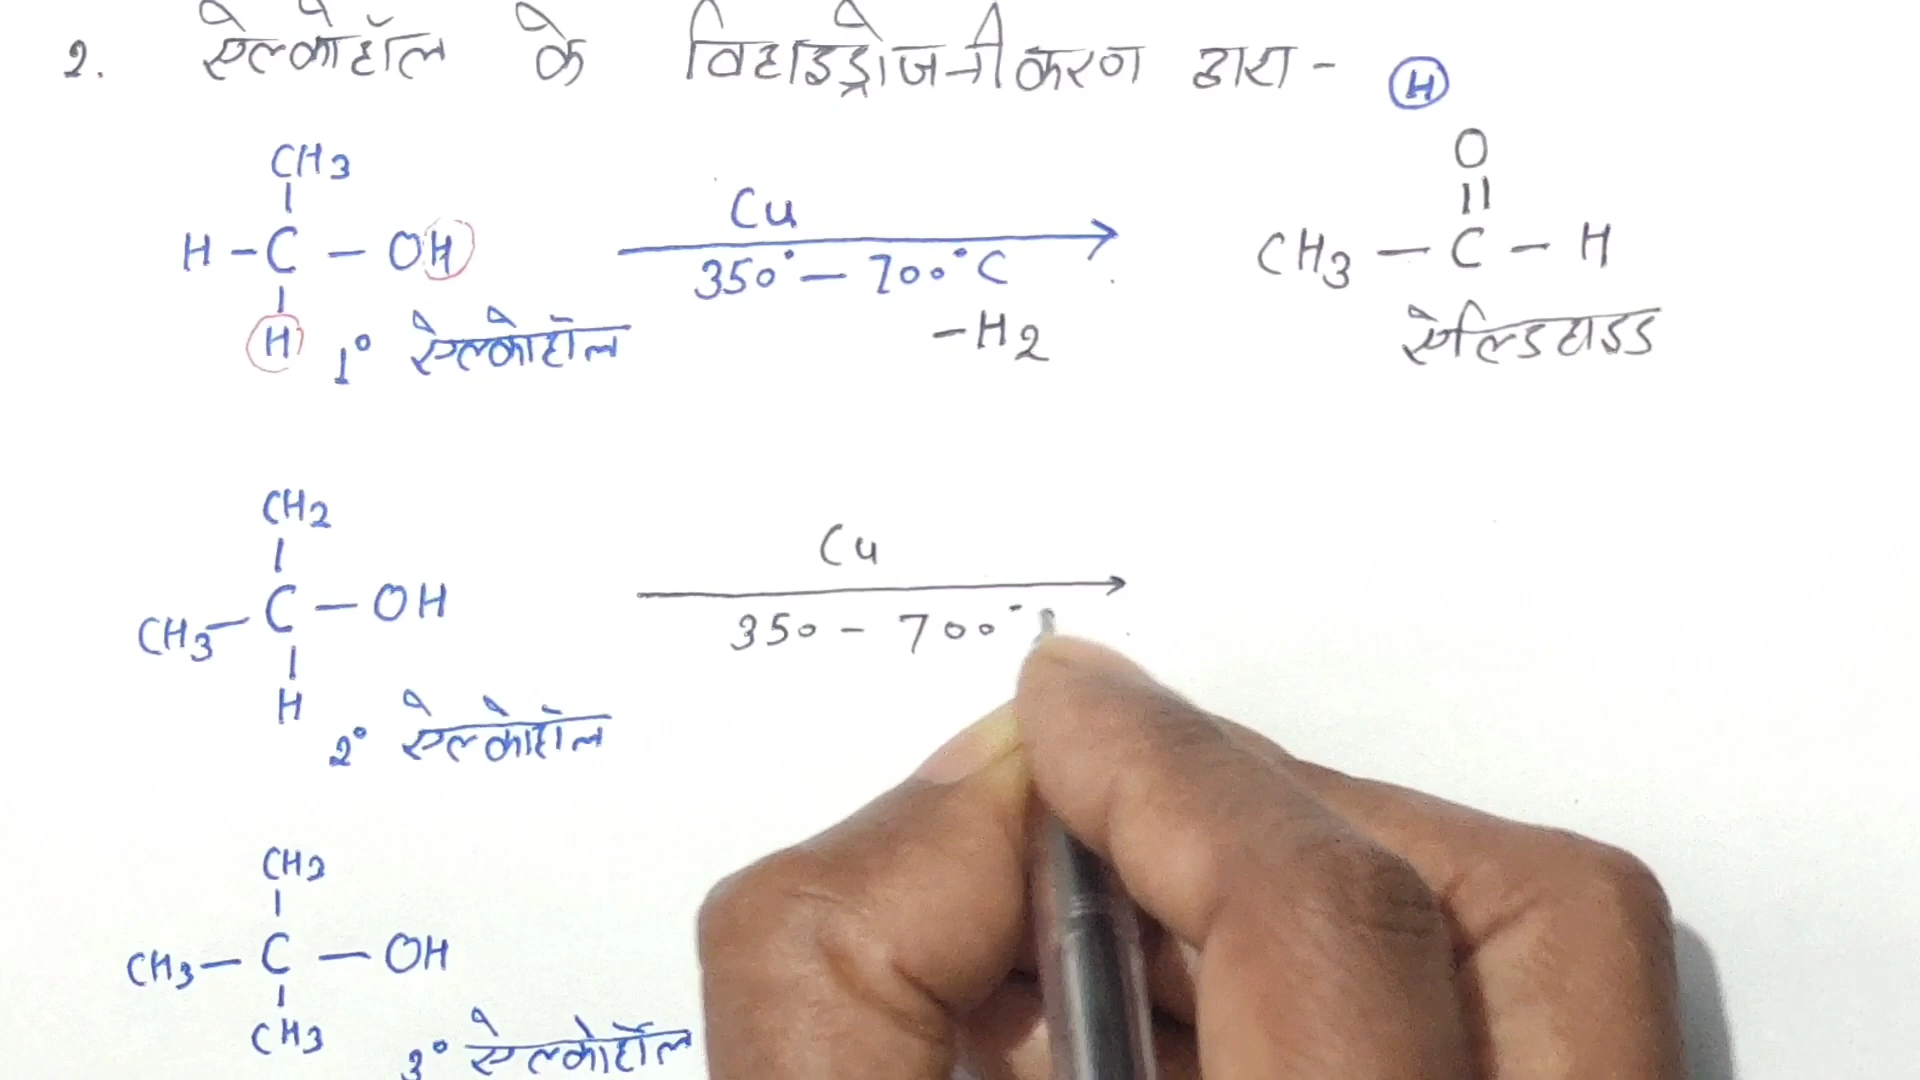 2. ऐल्कोहॉल के विहाइड्रोजनीकरण द्वारा - H
CH3
H - C - OH
H
1° ऐल्कोहॉल
Cu
350° - 700°C
-H2
O
CH3 - C - H
ऐल्डिहाइड
CH2
CH3 - C - OH
H
2° ऐल्कोहॉल
Cu
350 - 700°
CH2
CH3 - C - OH
CH3
3° ऐल्कोहॉल